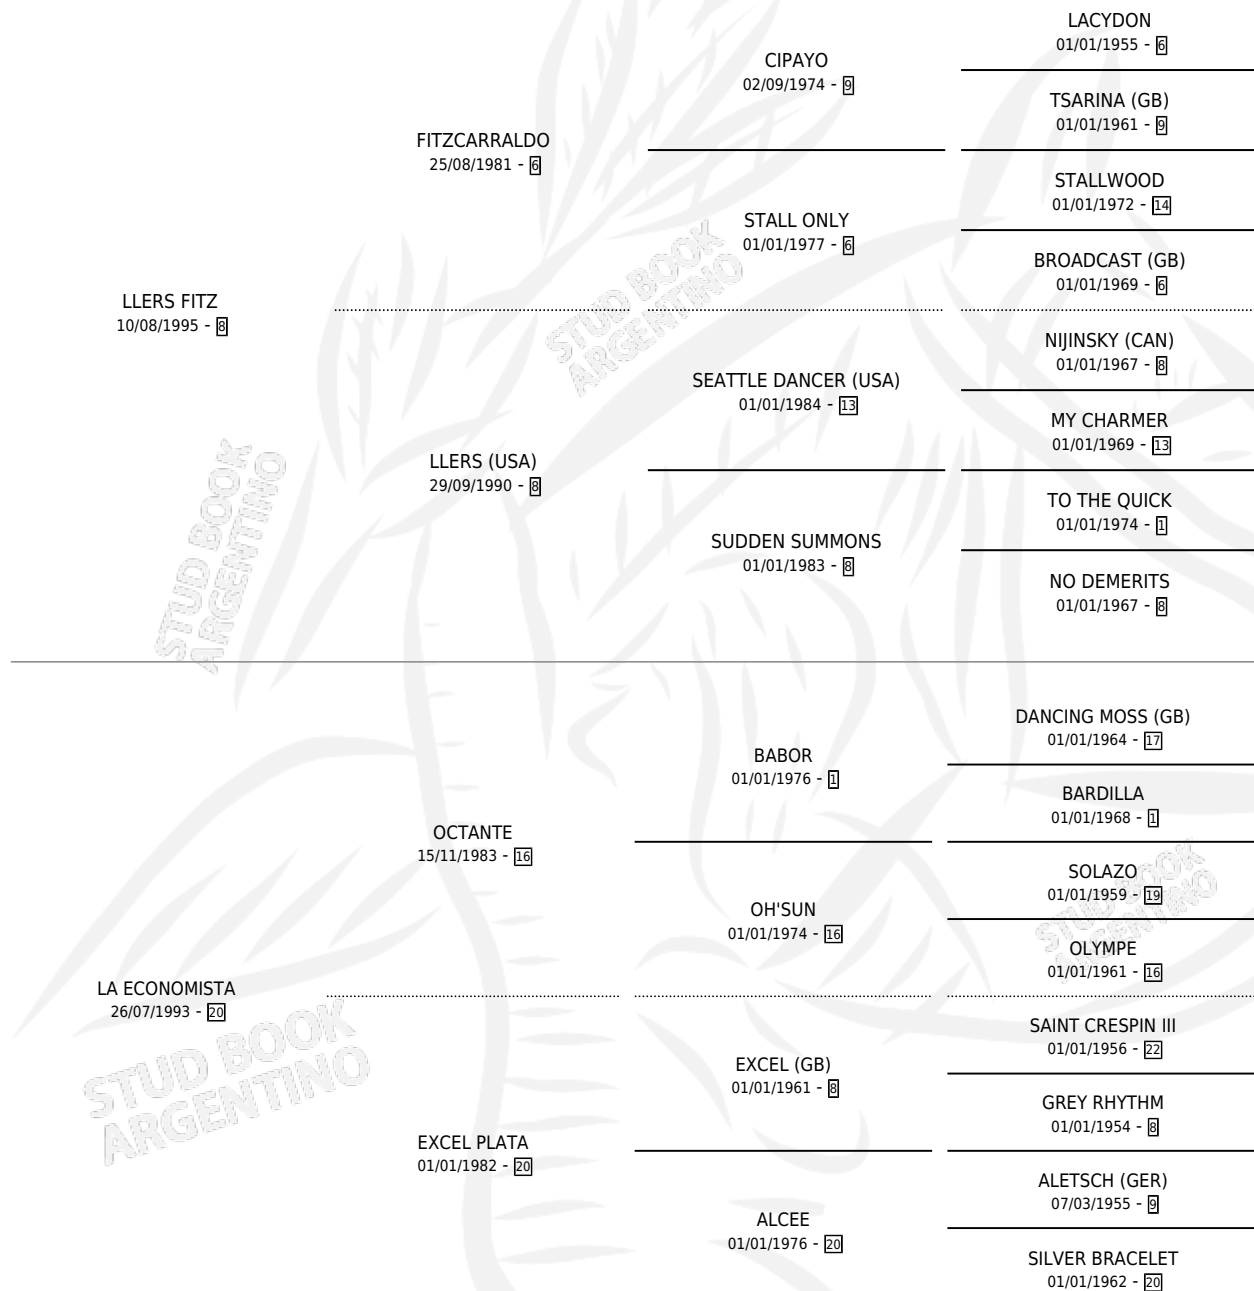 LACYDON
01/01/1955 - 6
CIPAYO
02/09/1974 - 9
TSARINA (GB)
01/01/1961 - 9
FITZCARRALDO
25/08/1981 - 6
STALLWOOD
01/01/1972 - 14
STALL ONLY
01/01/1977 - 6
BROADCAST (GB)
01/01/1969 - 6
LLERS FITZ
10/08/1995 - 8
NIJINSKY (CAN)
01/01/1967 - 8
SEATTLE DANCER (USA)
01/01/1984 - 13
MY CHARMER
01/01/1969 - 13
LLERS (USA)
29/09/1990 - 8
TO THE QUICK
01/01/1974 - 1
SUDDEN SUMMONS
01/01/1983 - 8
NO DEMERITS
01/01/1967 - 8
DANCING MOSS (GB)
01/01/1964 - 17
BABOR
01/01/1976 - 1
BARDILLA
01/01/1968 - 1
OCTANTE
15/11/1983 - 16
SOLAZO
01/01/1959 - 19
OH'SUN
01/01/1974 - 16
OLYMPE
01/01/1961 - 16
LA ECONOMISTA
26/07/1993 - 20
SAINT CRESPIN III
01/01/1956 - 22
EXCEL (GB)
01/01/1961 - 8
GREY RHYTHM
01/01/1954 - 8
EXCEL PLATA
01/01/1982 - 20
ALETSCH (GER)
07/03/1955 - 9
ALCEE
01/01/1976 - 20
SILVER BRACELET
01/01/1962 - 20
STUD BOOK
ARGENTINO
STUD BOOK
ARGENTINO
STUD BOOK
ARGENTINO
STUD BOOK
ARGENTINO